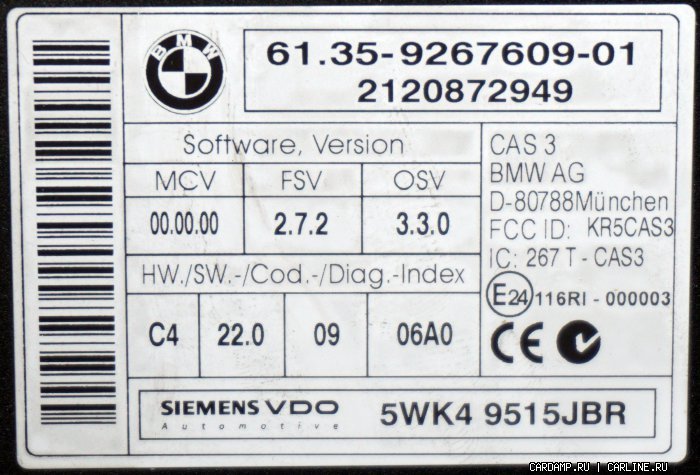 BMW
61.35-9267609-01
2120872949
Software, Version
MCV FSV OSV
00.00.00 2.7.2 3.3.0
HW./SW.-/Cod.-/Diag.-Index
C4 22.0 09 06A0
CAS 3
BMW AG
D-80788München
FCC ID: KR5CAS3
IC: 267 T - CAS3
E24 116RI - 000003
CE
SIEMENS VDO
Automotive
5WK4 9515JBR
CARDAMP.RU | CARLINE.RU